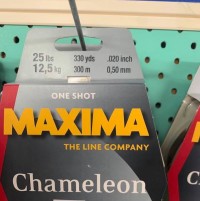 25 lbs 330 yds .020 inch
12,5 kg 300 m 0,50 mm
ONE SHOT
MAXIMA
THE LINE COMPANY
Chameleon